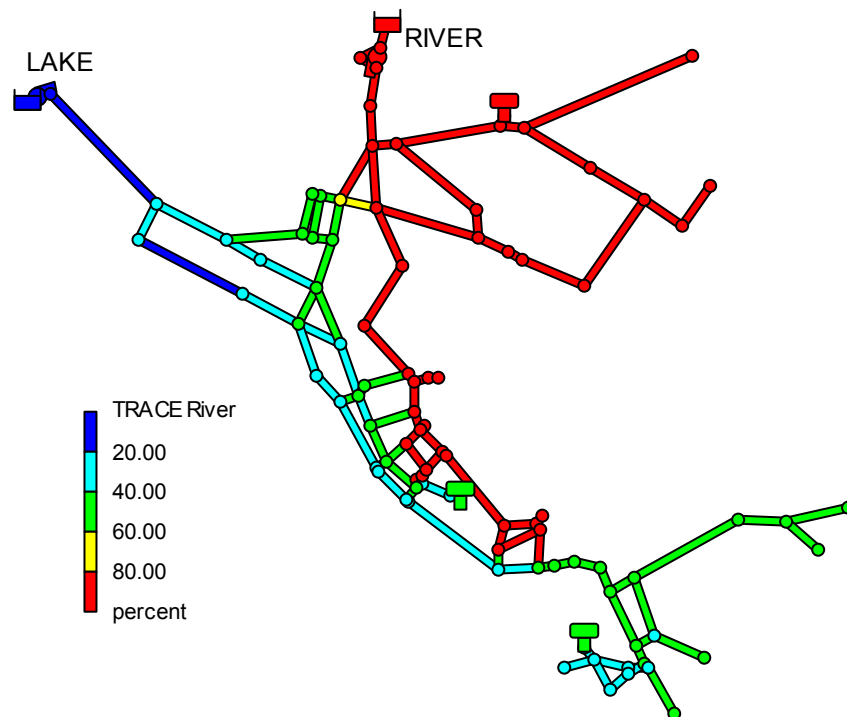 RIVER
LAKE
TRACE River
20.00
40.00
60.00
80.00
percent